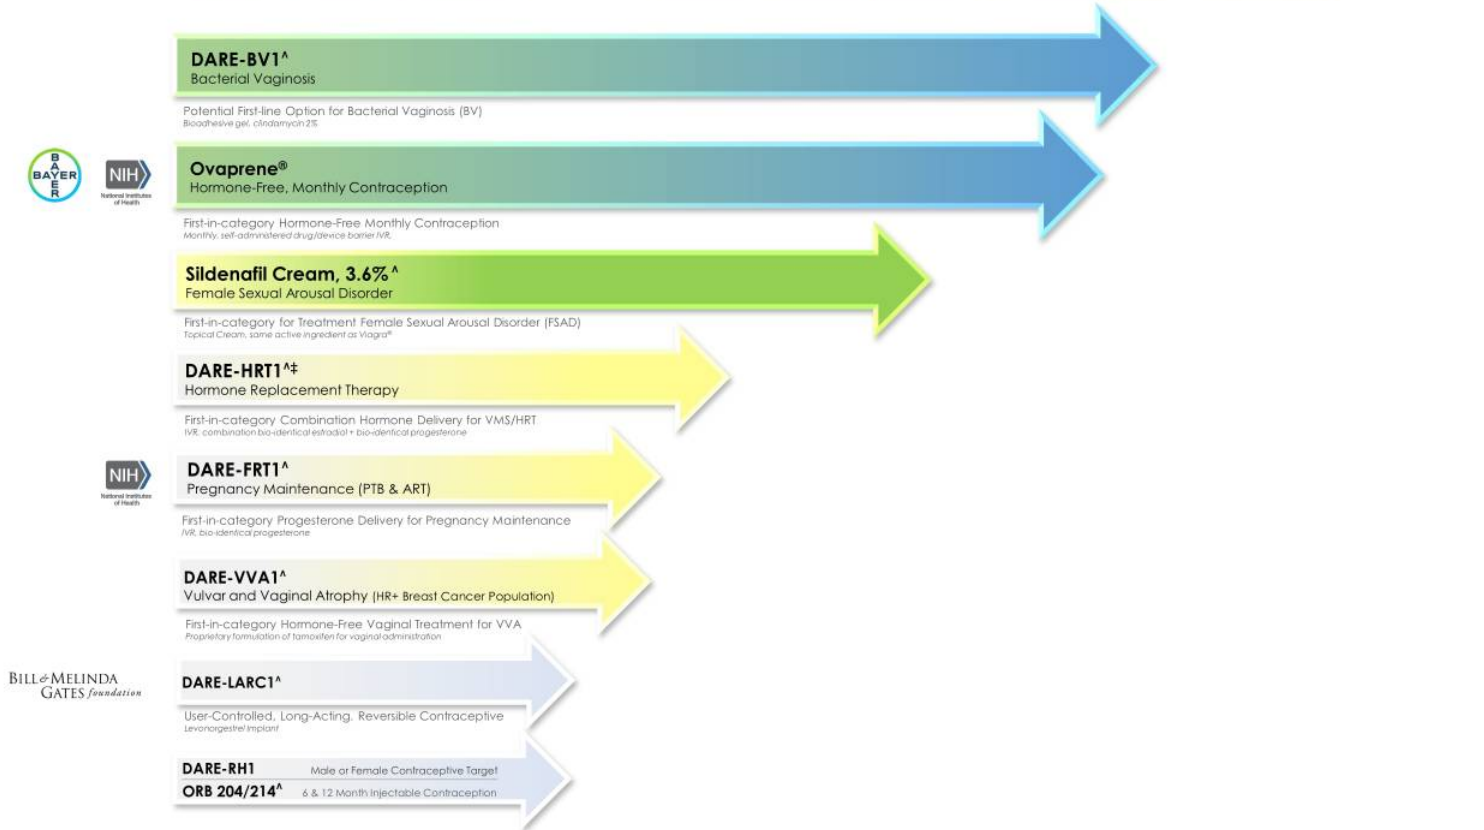 DARE-BV1^
Bacterial Vaginosis
Potential First-line Option for Bacterial Vaginosis (BV)
Bioadhesive gel, clindamycin 2%
BAYER
BAYER
NIH
National Institutes
of Health
Ovaprene®
Hormone-Free, Monthly Contraception
First-in-category Hormone-Free Monthly Contraception
Monthly, self-administered drug/device barrier IVR.
Sildenafil Cream, 3.6% ^
Female Sexual Arousal Disorder
First-in-category for Treatment Female Sexual Arousal Disorder (FSAD)
Topical Cream, same active ingredient as Viagra®
DARE-HRT1^‡
Hormone Replacement Therapy
First-in-category Combination Hormone Delivery for VMS/HRT
IVR, combination bio-identical estradiol + bio-identical progesterone
NIH
National Institutes
of Health
DARE-FRT1^
Pregnancy Maintenance (PTB & ART)
First-in-category Progesterone Delivery for Pregnancy Maintenance
IVR, bio-identical progesterone
DARE-VVA1^
Vulvar and Vaginal Atrophy (HR+ Breast Cancer Population)
First-in-category Hormone-Free Vaginal Treatment for VVA
Proprietary formulation of tamoxifen for vaginal administration
BILL & MELINDA
GATES foundation
DARE-LARC1^
User-Controlled, Long-Acting, Reversible Contraceptive
Levonorgestrel Implant
DARE-RH1 Male or Female Contraceptive Target
ORB 204/214^ 6 & 12 Month Injectable Contraception